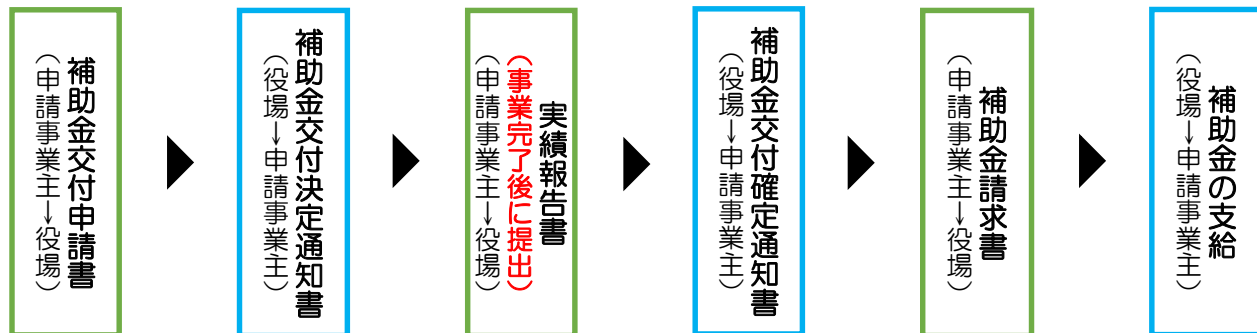 補助金交付申請書
（申請事業主→役場）
補助金交付決定通知書
（役場→申請事業主）
実績報告書
（事業完了後に提出）
（申請事業主→役場）
補助金交付確定通知書
（役場→申請事業主）
補助金請求書
（申請事業主→役場）
補助金の支給
（役場→申請事業主）